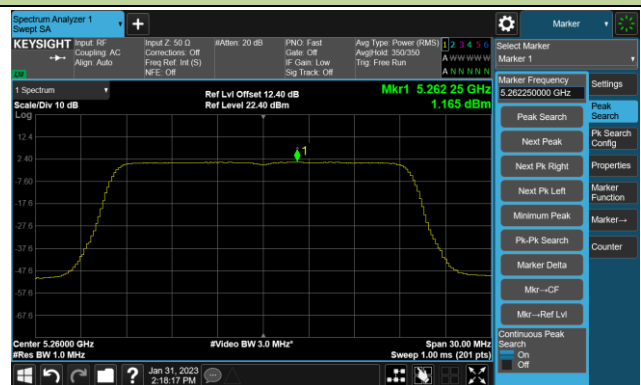 Spectrum Analyzer 1
Swept SA
Marker
KEYSIGHT
Input: RF
Coupling: AC
Align: Auto
Input Z: 50 Ω
Corrections: Off
Freq Ref: Int (S)
NFE: Off
#Atten: 20 dB
PNO: Fast
Gate: Off
IF Gain: Low
Sig Track: Off
Avg Type: Power (RMS)
Avg|Hold: 350/350
Trig: Free Run
1 2 3 4 5 6
A W W W W W
A N N N N N
Select Marker
Marker 1
LXI
1 Spectrum
Scale/Div 10 dB
Log
Ref Lvl Offset 12.40 dB
Ref Level 22.40 dBm
Mkr1 5.262 25 GHz
1.165 dBm
12.4
2.40
-7.60
-17.6
-27.6
-37.6
-47.6
-57.6
-67.6
1
Center 5.26000 GHz
#Res BW 1.0 MHz
#Video BW 3.0 MHz*
Span 30.00 MHz
Sweep 1.00 ms (201 pts)
Marker Frequency
5.262250000 GHz
Peak Search
Next Peak
Next Pk Right
Next Pk Left
Minimum Peak
Pk-Pk Search
Marker Delta
Mkr→CF
Mkr→Ref Lvl
Continuous Peak
Search
On
Off
Settings
Peak
Search
Pk Search
Config
Properties
Marker
Function
Marker→
Counter
?
Jan 31, 2023
2:18:17 PM